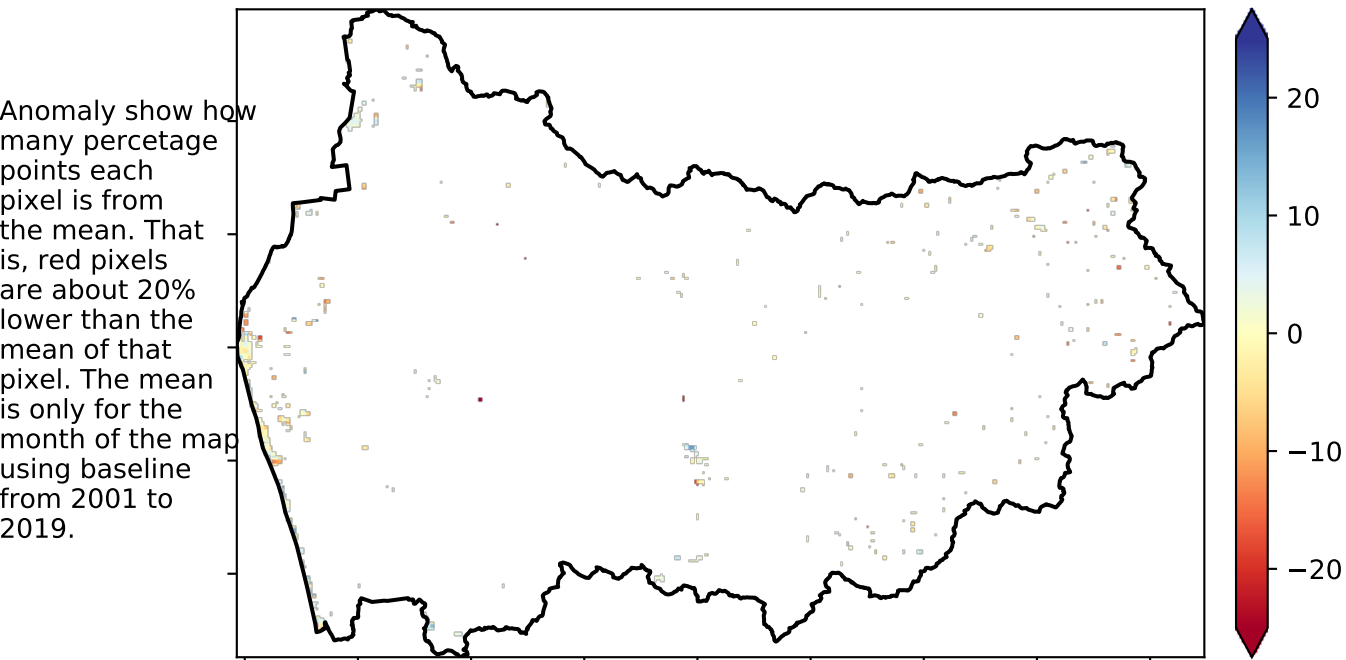 Anomaly show how
many percetage
points each
pixel is from
the mean. That
is, red pixels
are about 20%
lower than the
mean of that
pixel. The mean
is only for the
month of the map
using baseline
from 2001 to
2019.
20
10
0
−10
−20